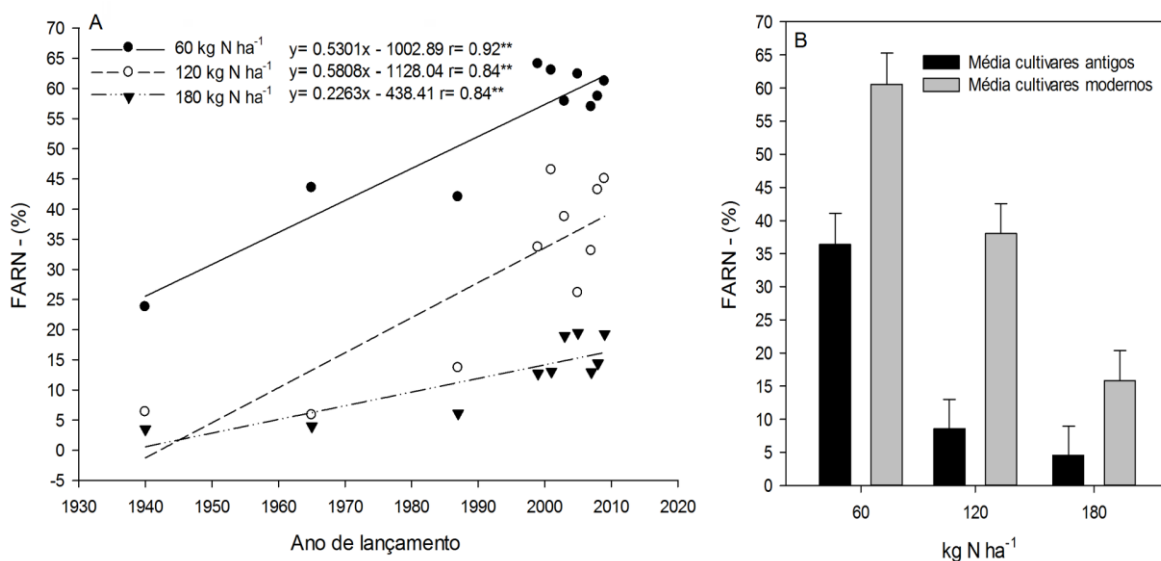 A
60 kg N ha⁻¹ y= 0.5301x - 1002.89 r= 0.92**
120 kg N ha⁻¹ y= 0.5808x - 1128.04 r= 0.84**
180 kg N ha⁻¹ y= 0.2263x - 438.41 r= 0.84**
FARN - (%)
70
65
60
55
50
45
40
35
30
25
20
15
10
5
0
-5
1930 1940 1950 1960 1970 1980 1990 2000 2010 2020
Ano de lançamento
B
Média cultivares antigos
Média cultivares modernos
FARN - (%)
70
65
60
55
50
45
40
35
30
25
20
15
10
5
0
60 120 180
kg N ha⁻¹